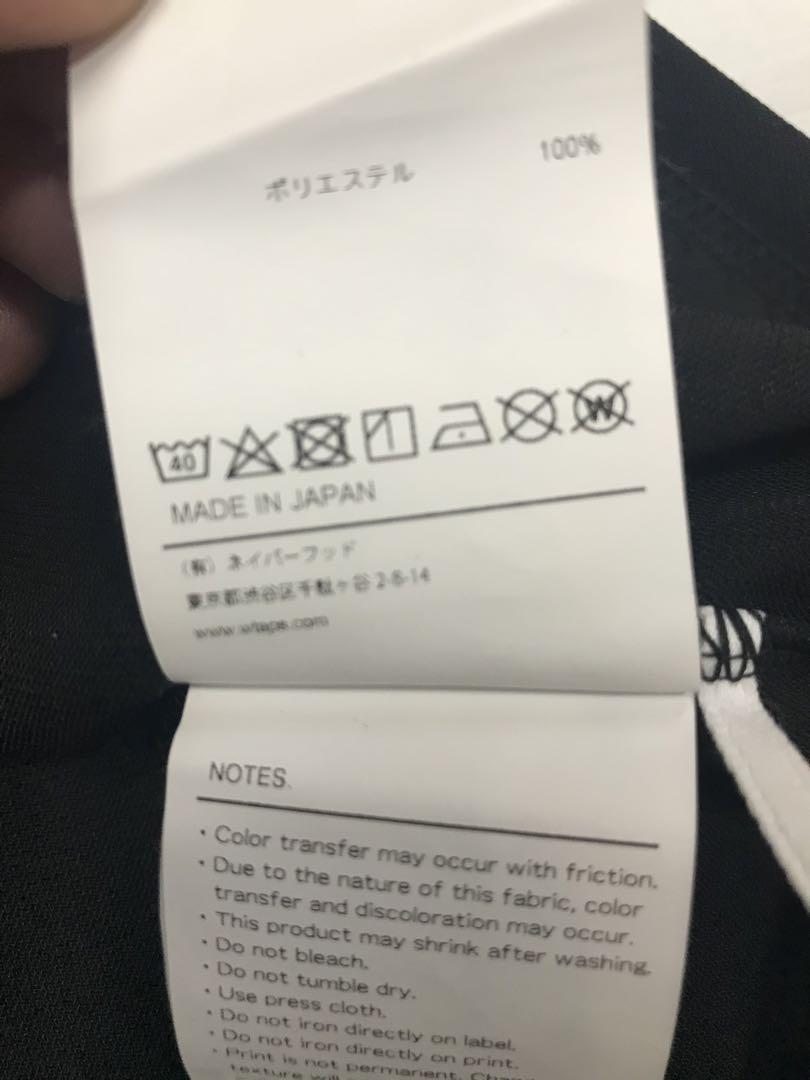 ポリエステル 100%
40 W
MADE IN JAPAN
(有) ネイバーフッド
東京都渋谷区千駄ヶ谷 2-6-14
www.wtaps.com
NOTES.
・Color transfer may occur with friction.
・Due to the nature of this fabric, color
transfer and discoloration may occur.
・This product may shrink after washing.
・Do not bleach.
・Do not tumble dry.
・Use press cloth.
・Do not iron directly on label.
・Do not iron directly on print.
・Print is not permanent.
texture will